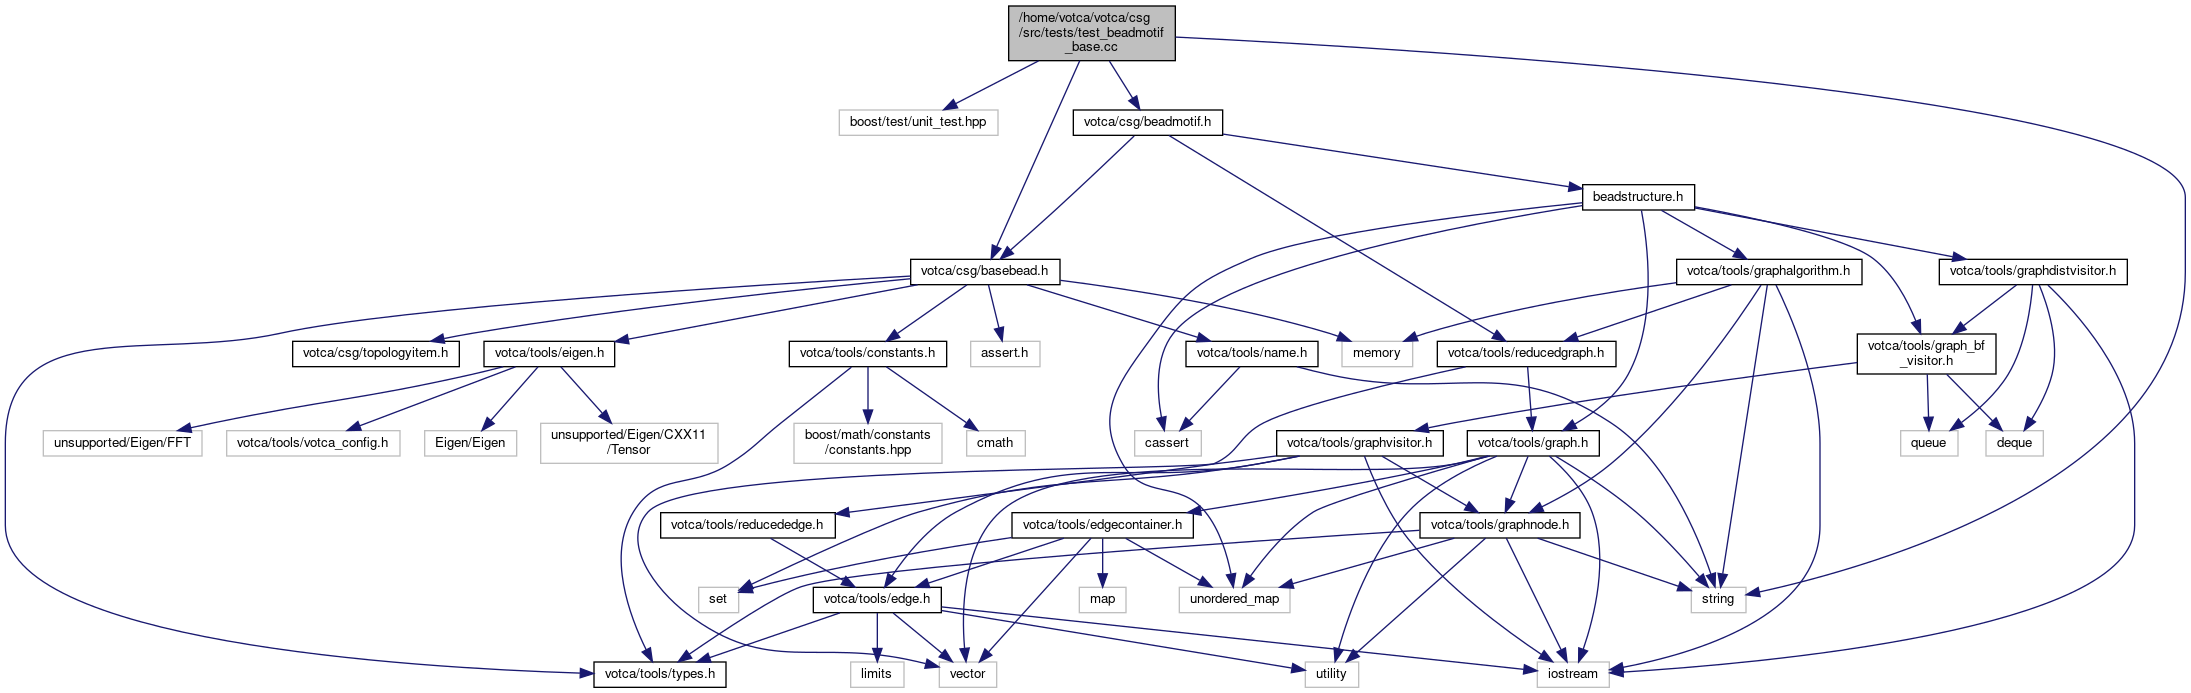 /home/votca/votca/csg
/src/tests/test_beadmotif
_base.cc
boost/test/unit_test.hpp
votca/csg/beadmotif.h
beadstructure.h
votca/csg/basebead.h
votca/tools/graphalgorithm.h
votca/tools/graphdistvisitor.h
votca/csg/topologyitem.h
votca/tools/eigen.h
votca/tools/constants.h
assert.h
votca/tools/name.h
memory
votca/tools/reducedgraph.h
votca/tools/graph_bf
_visitor.h
unsupported/Eigen/FFT
votca/tools/votca_config.h
Eigen/Eigen
unsupported/Eigen/CXX11
/Tensor
boost/math/constants
/constants.hpp
cmath
cassert
votca/tools/graphvisitor.h
votca/tools/graph.h
queue
deque
votca/tools/reducededge.h
votca/tools/edgecontainer.h
votca/tools/graphnode.h
set
votca/tools/edge.h
map
unordered_map
string
votca/tools/types.h
limits
vector
utility
iostream